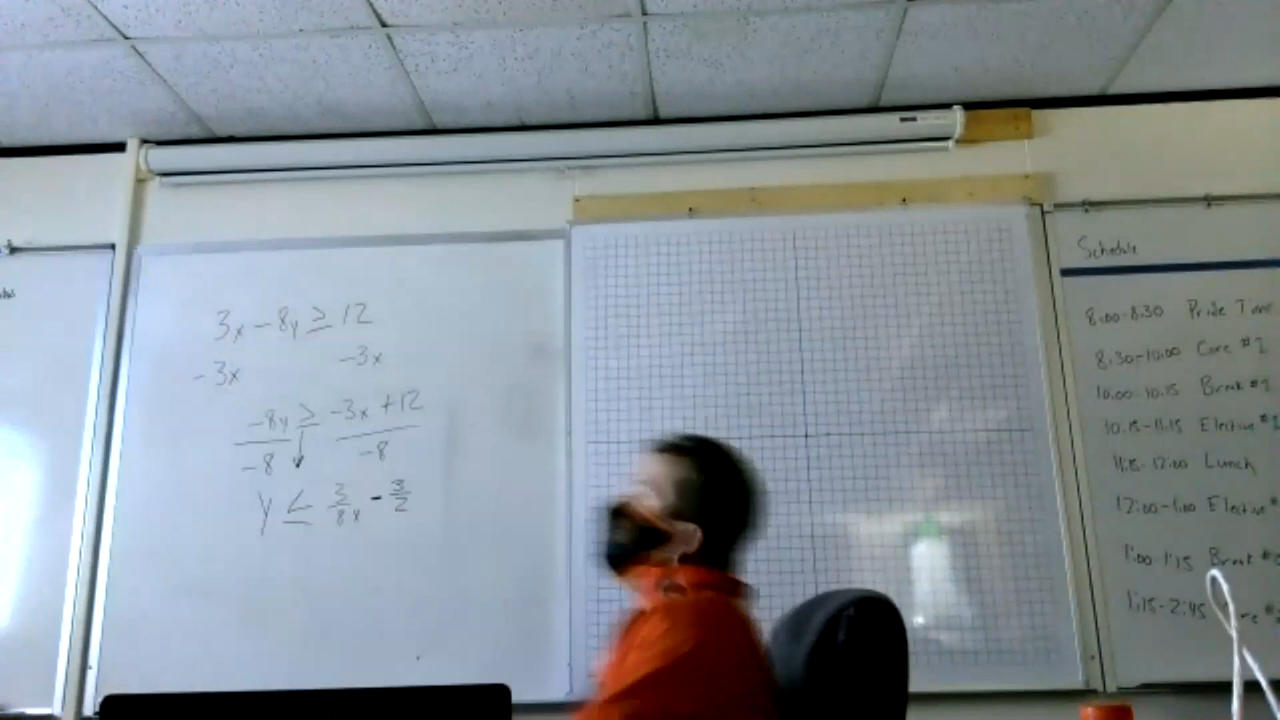 3x - 8y ≥ 12
-3x -3x
-8y ≥ -3x + 12
-8 -8
y ≤ 3/8x - 3/2
Schedule
8:00-8:30 Pride Time
8:30-10:00 Core #1
10:00-10:15 Break #1
10:15-11:15 Elective #1
11:15-12:00 Lunch
12:00-1:00 Elective #
1:00-1:15 Break #2
1:15-2:45